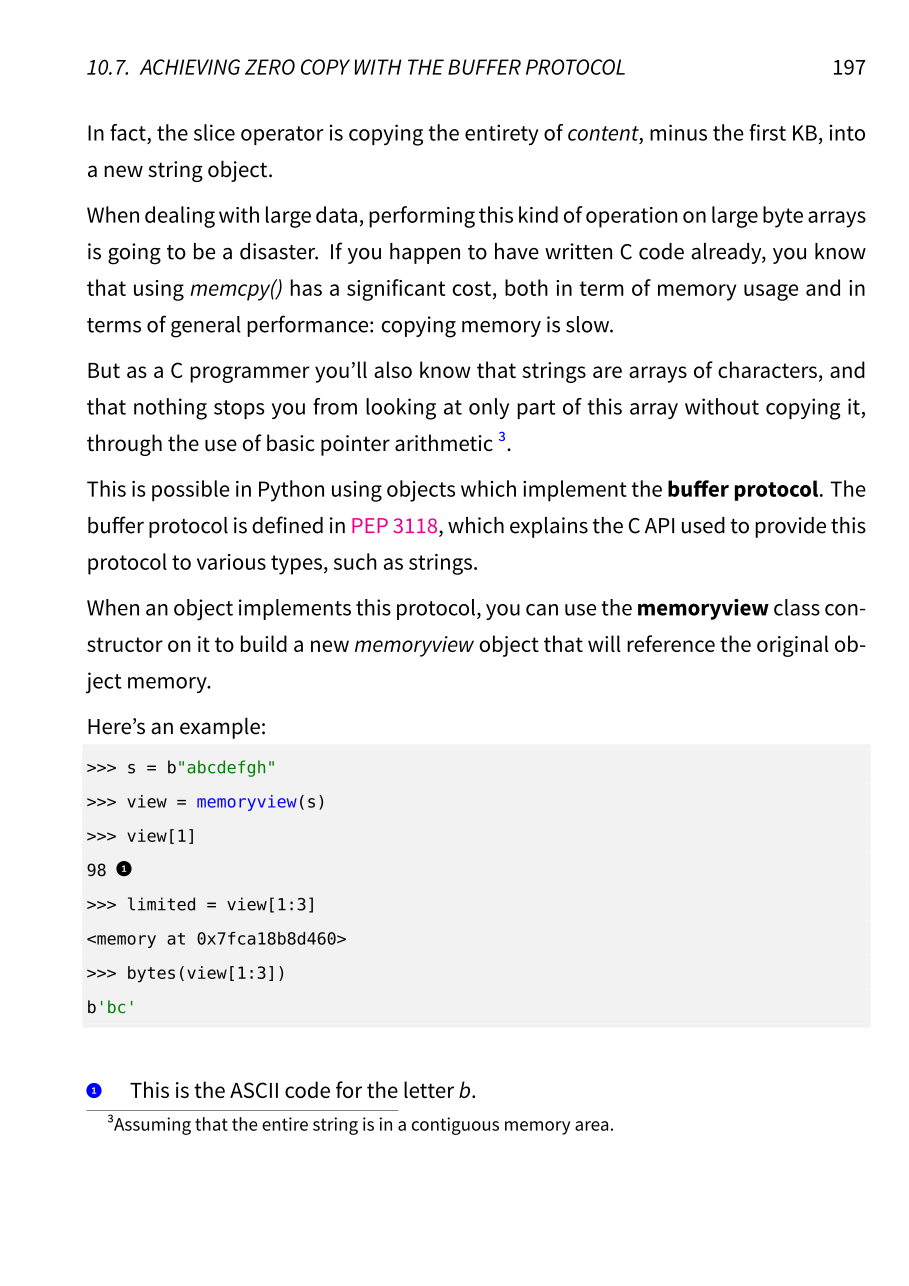 10.7. ACHIEVING ZERO COPY WITH THE BUFFER PROTOCOL 197
In fact, the slice operator is copying the entirety of content, minus the first KB, into
a new string object.
When dealing with large data, performing this kind of operation on large byte arrays
is going to be a disaster. If you happen to have written C code already, you know
that using memcpy() has a significant cost, both in term of memory usage and in
terms of general performance: copying memory is slow.
But as a C programmer you’ll also know that strings are arrays of characters, and
that nothing stops you from looking at only part of this array without copying it,
through the use of basic pointer arithmetic 3.
This is possible in Python using objects which implement the buffer protocol. The
buffer protocol is defined in PEP 3118, which explains the C API used to provide this
protocol to various types, such as strings.
When an object implements this protocol, you can use the memoryview class con-
structor on it to build a new memoryview object that will reference the original ob-
ject memory.
Here’s an example:
>>> s = b"abcdefgh"
>>> view = memoryview(s)
>>> view[1]
98 ❶
>>> limited = view[1:3]
<memory at 0x7fca18b8d460>
>>> bytes(view[1:3])
b'bc'
❶ This is the ASCII code for the letter b.
3Assuming that the entire string is in a contiguous memory area.